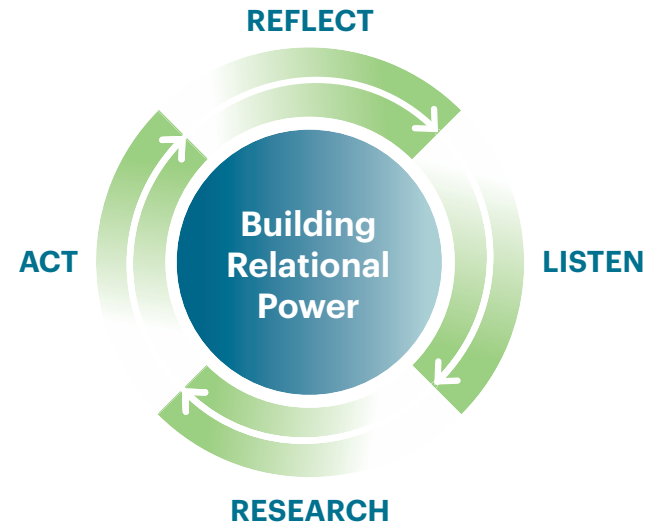 REFLECT
Building
Relational
Power
ACT
LISTEN
RESEARCH